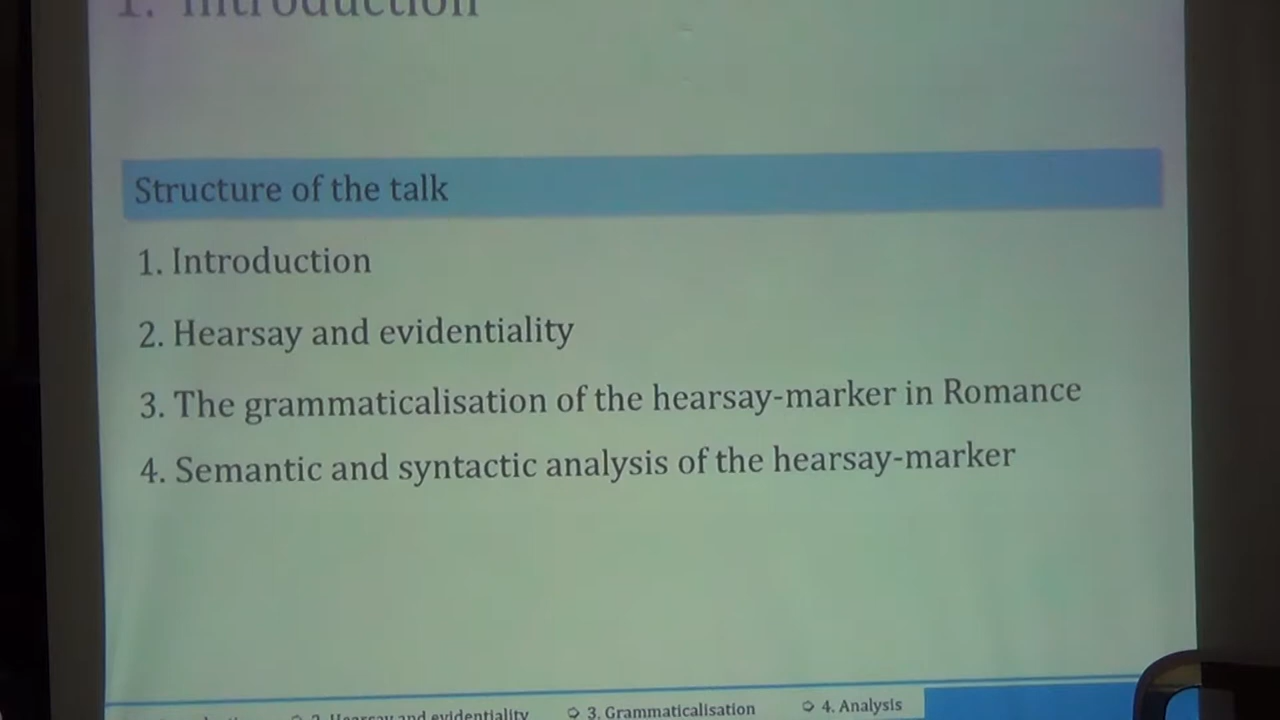 1. Introduction
Structure of the talk
1. Introduction
2. Hearsay and evidentiality
3. The grammaticalisation of the hearsay-marker in Romance
4. Semantic and syntactic analysis of the hearsay-marker
2. Hearsay and evidentiality 3. Grammaticalisation 4. Analysis